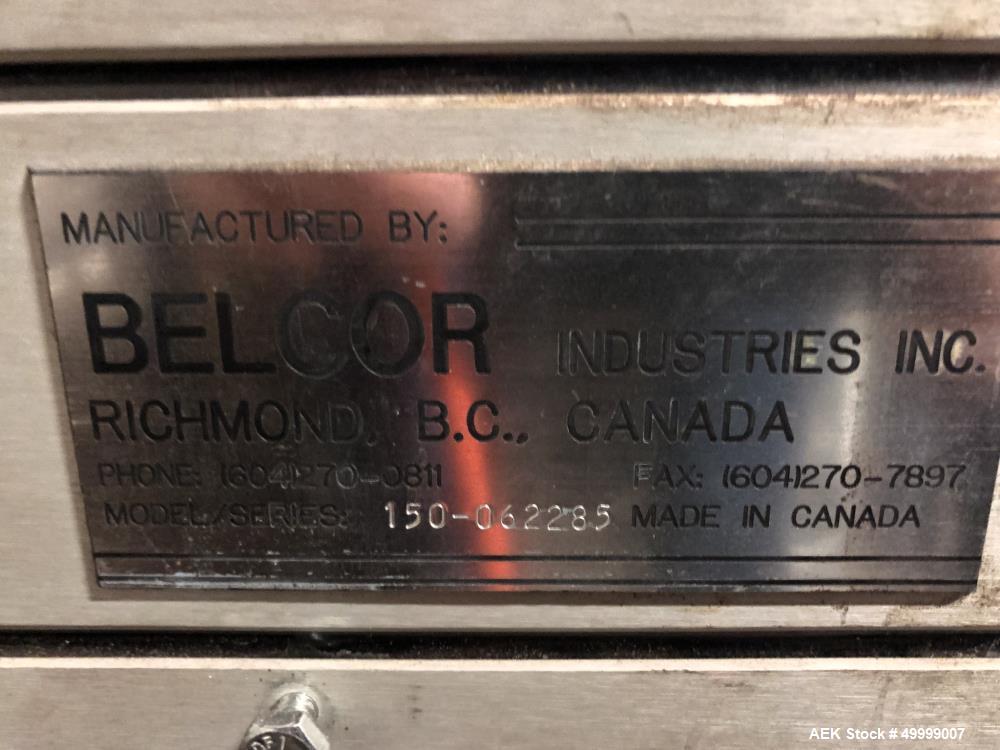 MANUFACTURED BY:
BELCOR INDUSTRIES INC.
RICHMOND, B.C., CANADA
PHONE: (604)270-0811 FAX: (604)270-7897
MODEL/SERIES: 150-062285 MADE IN CANADA
AEK Stock # 49999007